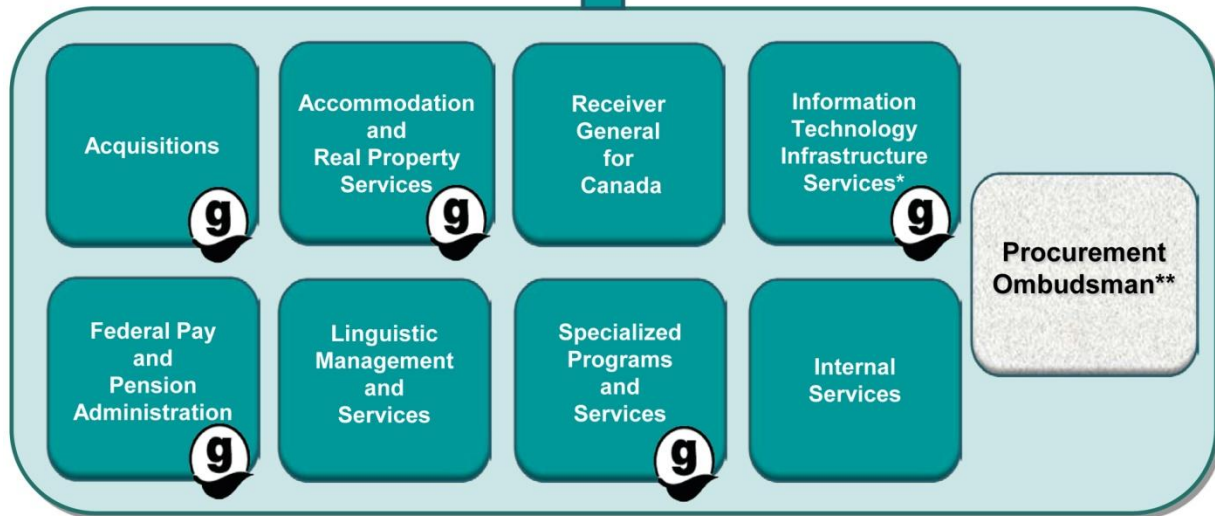 Acquisitions
g
Accommodation
and
Real Property
Services
g
Receiver
General
for
Canada
Information
Technology
Infrastructure
Services*
g
Procurement
Ombudsman**
Federal Pay
and
Pension
Administration
g
Linguistic
Management
and
Services
Specialized
Programs
and
Services
g
Internal
Services